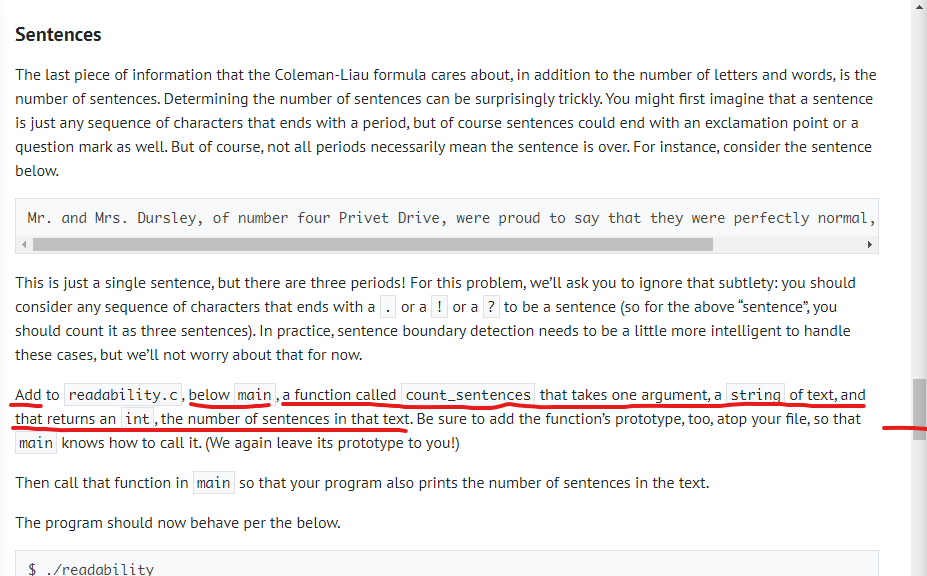 Sentences
The last piece of information that the Coleman-Liau formula cares about, in addition to the number of letters and words, is the
number of sentences. Determining the number of sentences can be surprisingly trickly. You might first imagine that a sentence
is just any sequence of characters that ends with a period, but of course sentences could end with an exclamation point or a
question mark as well. But of course, not all periods necessarily mean the sentence is over. For instance, consider the sentence
below.
Mr. and Mrs. Dursley, of number four Privet Drive, were proud to say that they were perfectly normal,
This is just a single sentence, but there are three periods! For this problem, we’ll ask you to ignore that subtlety: you should
consider any sequence of characters that ends with a . or a ! or a ? to be a sentence (so for the above “sentence”, you
should count it as three sentences). In practice, sentence boundary detection needs to be a little more intelligent to handle
these cases, but we’ll not worry about that for now.
Add to readability.c, below main, a function called count_sentences that takes one argument, a string of text, and
that returns an int, the number of sentences in that text. Be sure to add the function’s prototype, too, atop your file, so that
main knows how to call it. (We again leave its prototype to you!)
Then call that function in main so that your program also prints the number of sentences in the text.
The program should now behave per the below.
$ ./readability